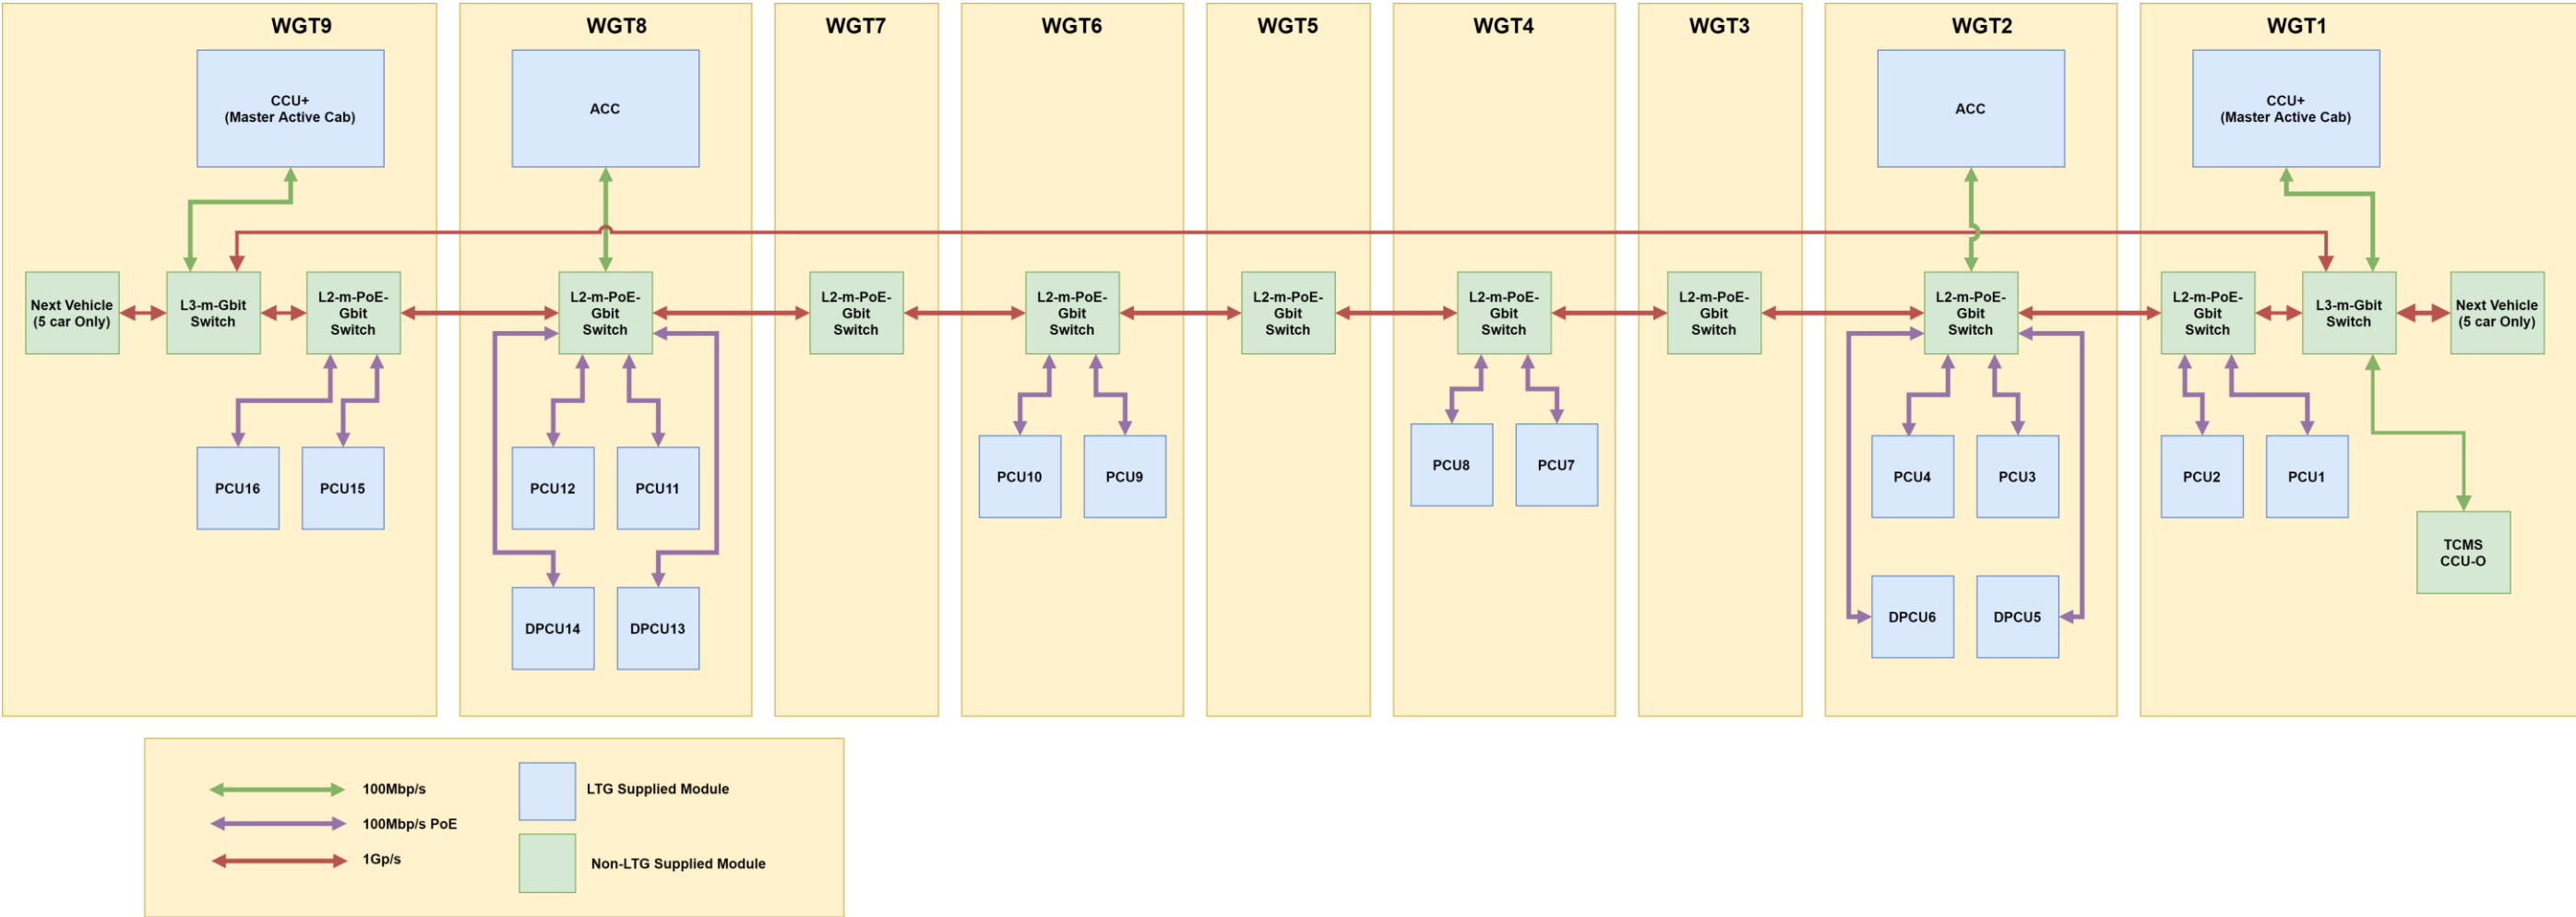 WGT9
WGT8
WGT7
WGT6
WGT5
WGT4
WGT3
WGT2
WGT1
CCU+
(Master Active Cab)
ACC
ACC
CCU+
(Master Active Cab)
Next Vehicle
(5 car Only)
L3-m-Gbit
Switch
L2-m-PoE-
Gbit
Switch
L2-m-PoE-
Gbit
Switch
L2-m-PoE-
Gbit
Switch
L2-m-PoE-
Gbit
Switch
L2-m-PoE-
Gbit
Switch
L2-m-PoE-
Gbit
Switch
L2-m-PoE-
Gbit
Switch
L2-m-PoE-
Gbit
Switch
L2-m-PoE-
Gbit
Switch
L3-m-Gbit
Switch
Next Vehicle
(5 car Only)
PCU16
PCU15
PCU12
PCU11
PCU10
PCU9
PCU8
PCU7
PCU4
PCU3
PCU2
PCU1
DPCU14
DPCU13
DPCU6
DPCU5
TCMS
CCU-O
100Mbp/s
100Mbp/s PoE
1Gp/s
LTG Supplied Module
Non-LTG Supplied Module